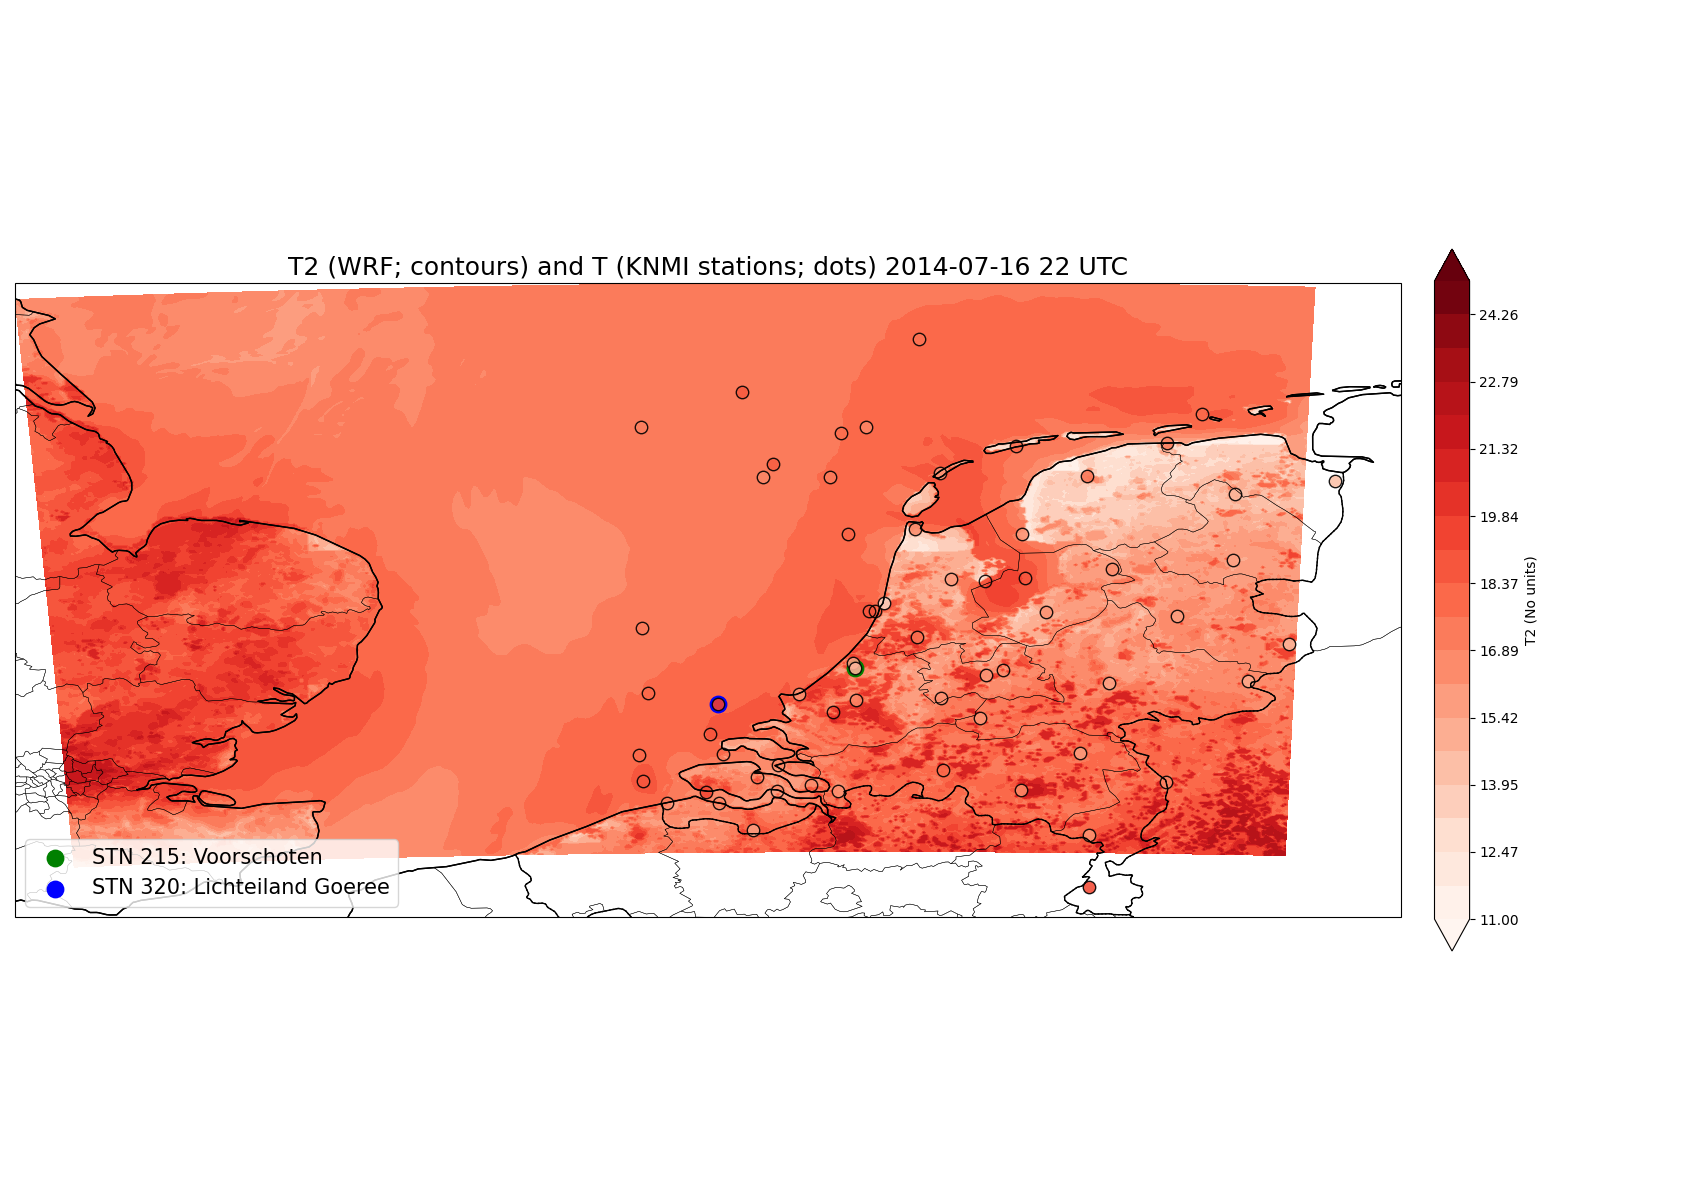 T2 (WRF; contours) and T (KNMI stations; dots) 2014-07-16 22 UTC
24.26
22.79
21.32
19.84
18.37
16.89
15.42
13.95
12.47
11.00
T2 (No units)
STN 215: Voorschoten
STN 320: Lichteiland Goeree